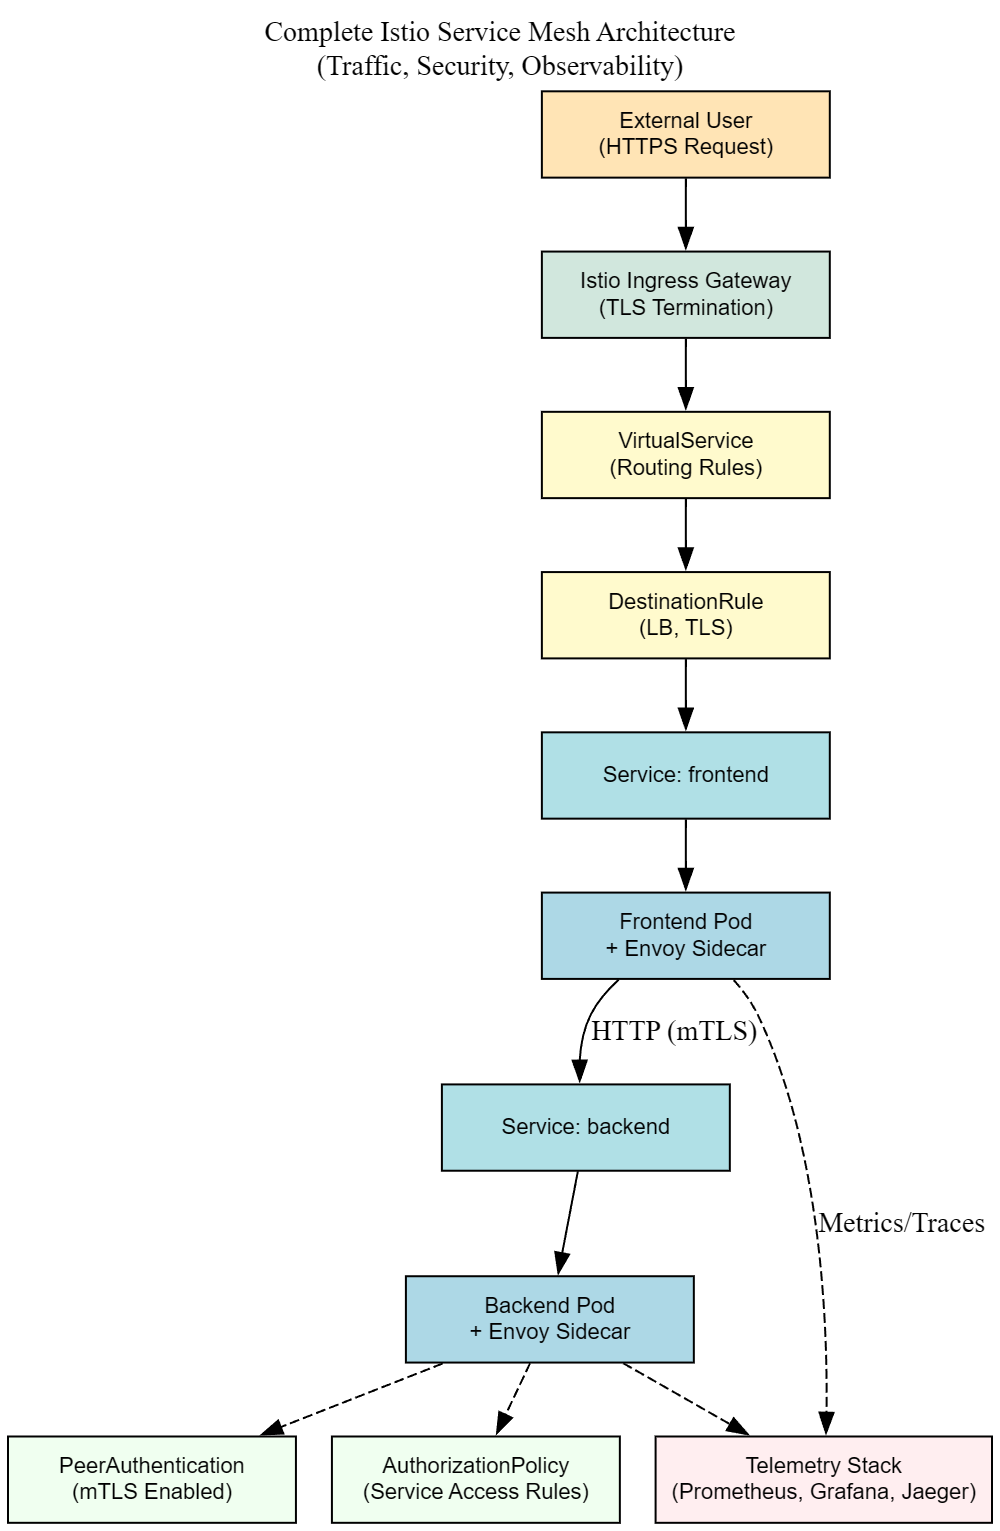 Complete Istio Service Mesh Architecture
(Traffic, Security, Observability)
External User
(HTTPS Request)
Istio Ingress Gateway
(TLS Termination)
VirtualService
(Routing Rules)
DestinationRule
(LB, TLS)
Service: frontend
Frontend Pod
+ Envoy Sidecar
HTTP (mTLS)
Service: backend
Metrics/Traces
Backend Pod
+ Envoy Sidecar
PeerAuthentication
(mTLS Enabled)
AuthorizationPolicy
(Service Access Rules)
Telemetry Stack
(Prometheus, Grafana, Jaeger)